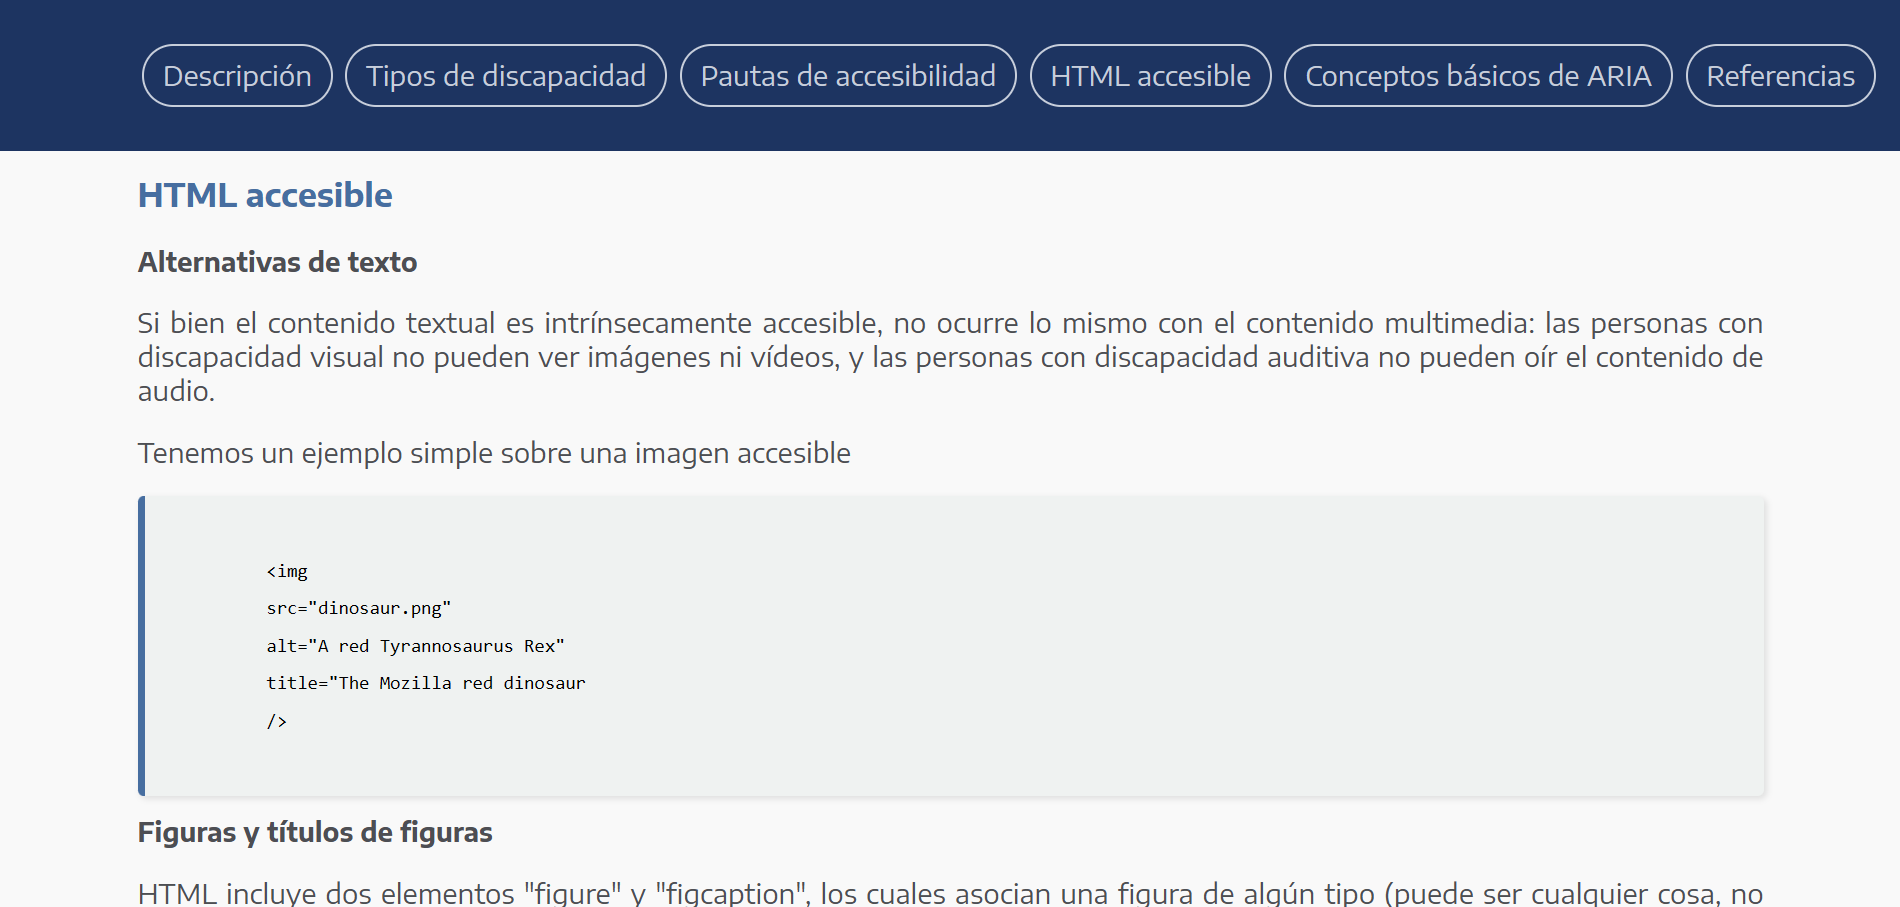 Descripción
Tipos de discapacidad
Pautas de accesibilidad
HTML accesible
Conceptos básicos de ARIA
Referencias
HTML accesible
Alternativas de texto
Si bien el contenido textual es intrínsecamente accesible, no ocurre lo mismo con el contenido multimedia: las personas con
discapacidad visual no pueden ver imágenes ni vídeos, y las personas con discapacidad auditiva no pueden oír el contenido de
audio.
Tenemos un ejemplo simple sobre una imagen accesible
<img
src="dinosaur.png"
alt="A red Tyrannosaurus Rex"
title="The Mozilla red dinosaur
/>
Figuras y títulos de figuras
HTML incluye dos elementos "figure" y "figcaption", los cuales asocian una figura de algún tipo (puede ser cualquier cosa, no